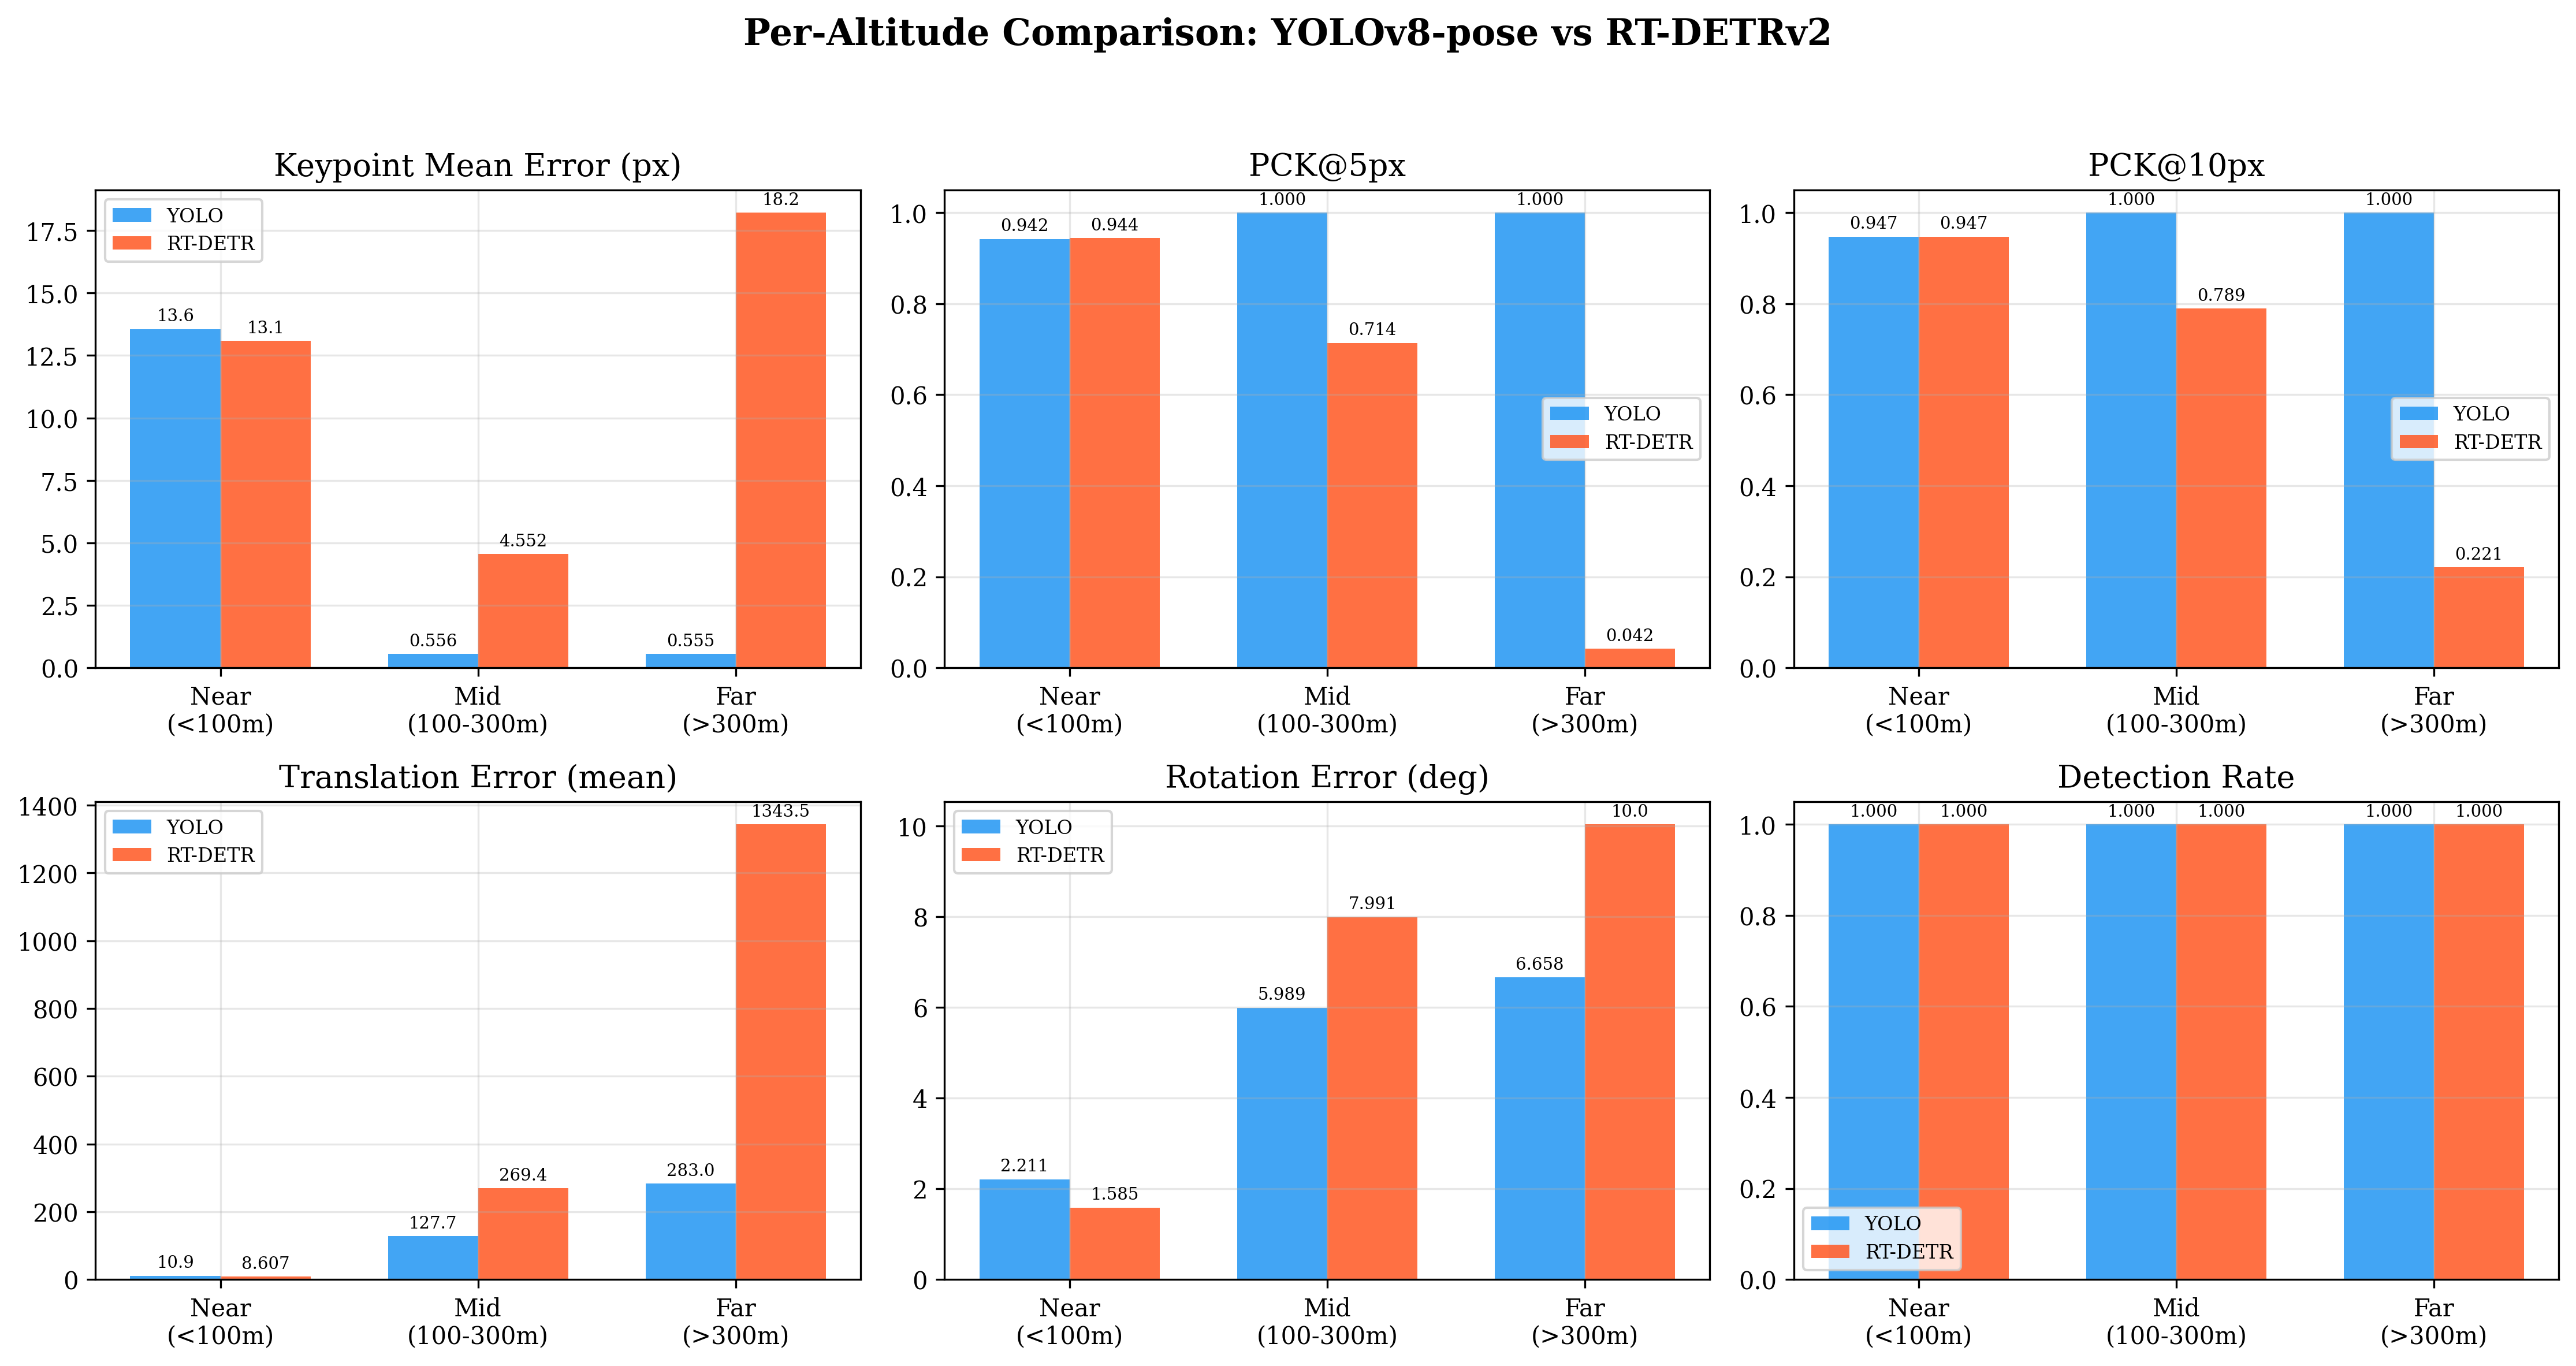 Per-Altitude Comparison: YOLOv8-pose vs RT-DETRv2
Keypoint Mean Error (px)
17.5
15.0
12.5
10.0
7.5
5.0
2.5
0.0
YOLO
RT-DETR
13.6
13.1
0.556
4.552
0.555
18.2
Near
(<100m)
Mid
(100-300m)
Far
(>300m)
PCK@5px
1.0
0.8
0.6
0.4
0.2
0.0
0.942
0.944
1.000
0.714
1.000
0.042
YOLO
RT-DETR
Near
(<100m)
Mid
(100-300m)
Far
(>300m)
PCK@10px
1.0
0.8
0.6
0.4
0.2
0.0
0.947
0.947
1.000
0.789
1.000
0.221
YOLO
RT-DETR
Near
(<100m)
Mid
(100-300m)
Far
(>300m)
Translation Error (mean)
1400
1200
1000
800
600
400
200
0
YOLO
RT-DETR
10.9
8.607
127.7
269.4
283.0
1343.5
Near
(<100m)
Mid
(100-300m)
Far
(>300m)
Rotation Error (deg)
10
8
6
4
2
0
YOLO
RT-DETR
2.211
1.585
5.989
7.991
6.658
10.0
Near
(<100m)
Mid
(100-300m)
Far
(>300m)
Detection Rate
1.0
0.8
0.6
0.4
0.2
0.0
1.000
1.000
1.000
1.000
1.000
1.000
YOLO
RT-DETR
Near
(<100m)
Mid
(100-300m)
Far
(>300m)